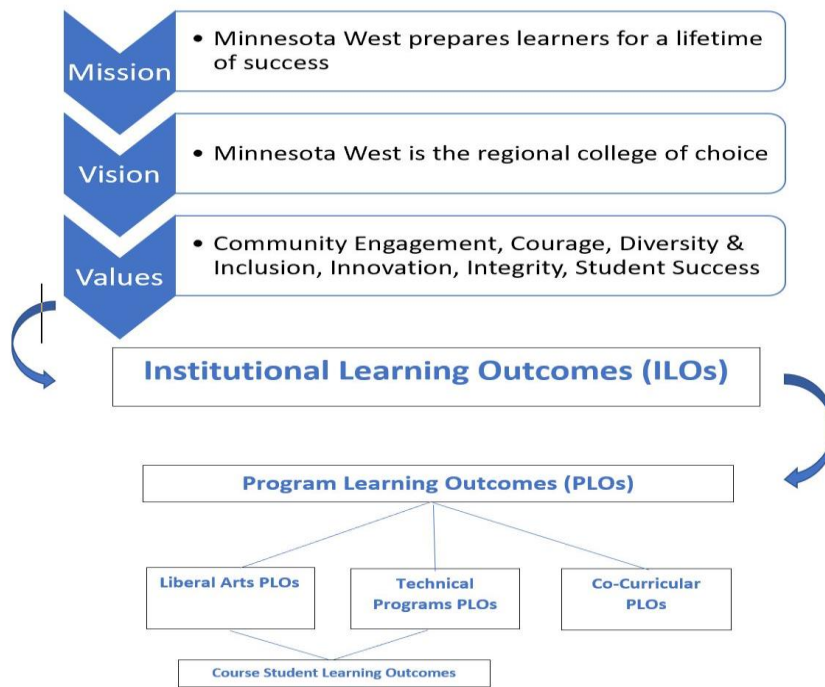 Mission
• Minnesota West prepares learners for a lifetime
of success
Vision
• Minnesota West is the regional college of choice
Values
• Community Engagement, Courage, Diversity &
Inclusion, Innovation, Integrity, Student Success
Institutional Learning Outcomes (ILOs)
Program Learning Outcomes (PLOs)
Liberal Arts PLOs
Technical
Programs PLOs
Co-Curricular
PLOs
Course Student Learning Outcomes